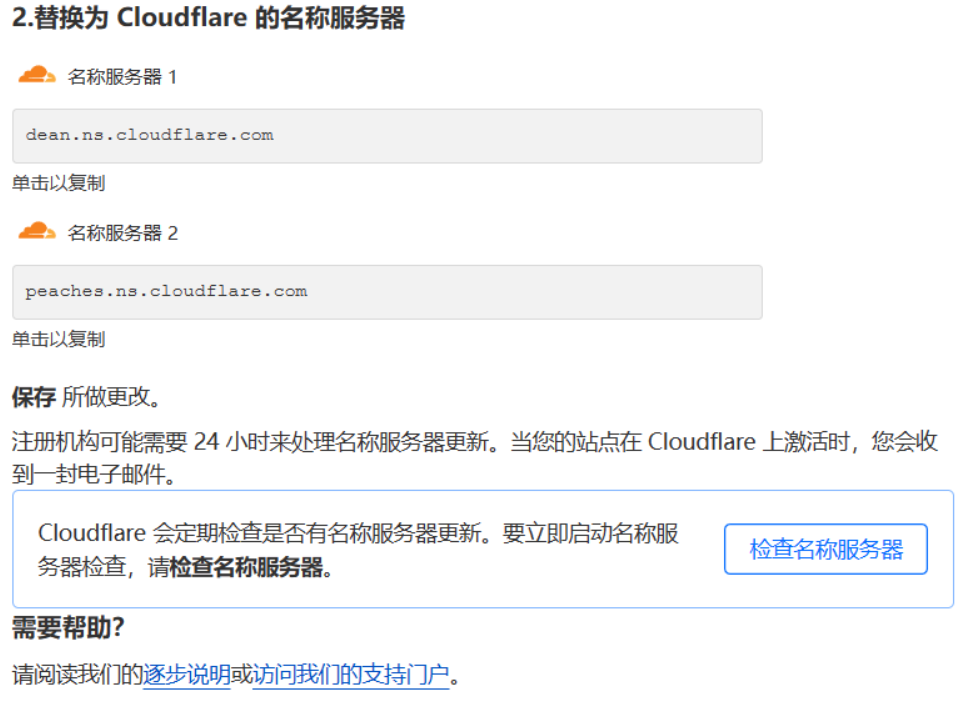 2.替换为 Cloudflare 的名称服务器
名称服务器 1
dean.ns.cloudflare.com
单击以复制
名称服务器 2
peaches.ns.cloudflare.com
单击以复制
保存 所做更改。
注册机构可能需要 24 小时来处理名称服务器更新。当您的站点在 Cloudflare 上激活时，您会收
到一封电子邮件。
Cloudflare 会定期检查是否有名称服务器更新。要立即启动名称服
务器检查，请检查名称服务器。
检查名称服务器
需要帮助?
请阅读我们的逐步说明或访问我们的支持门户。